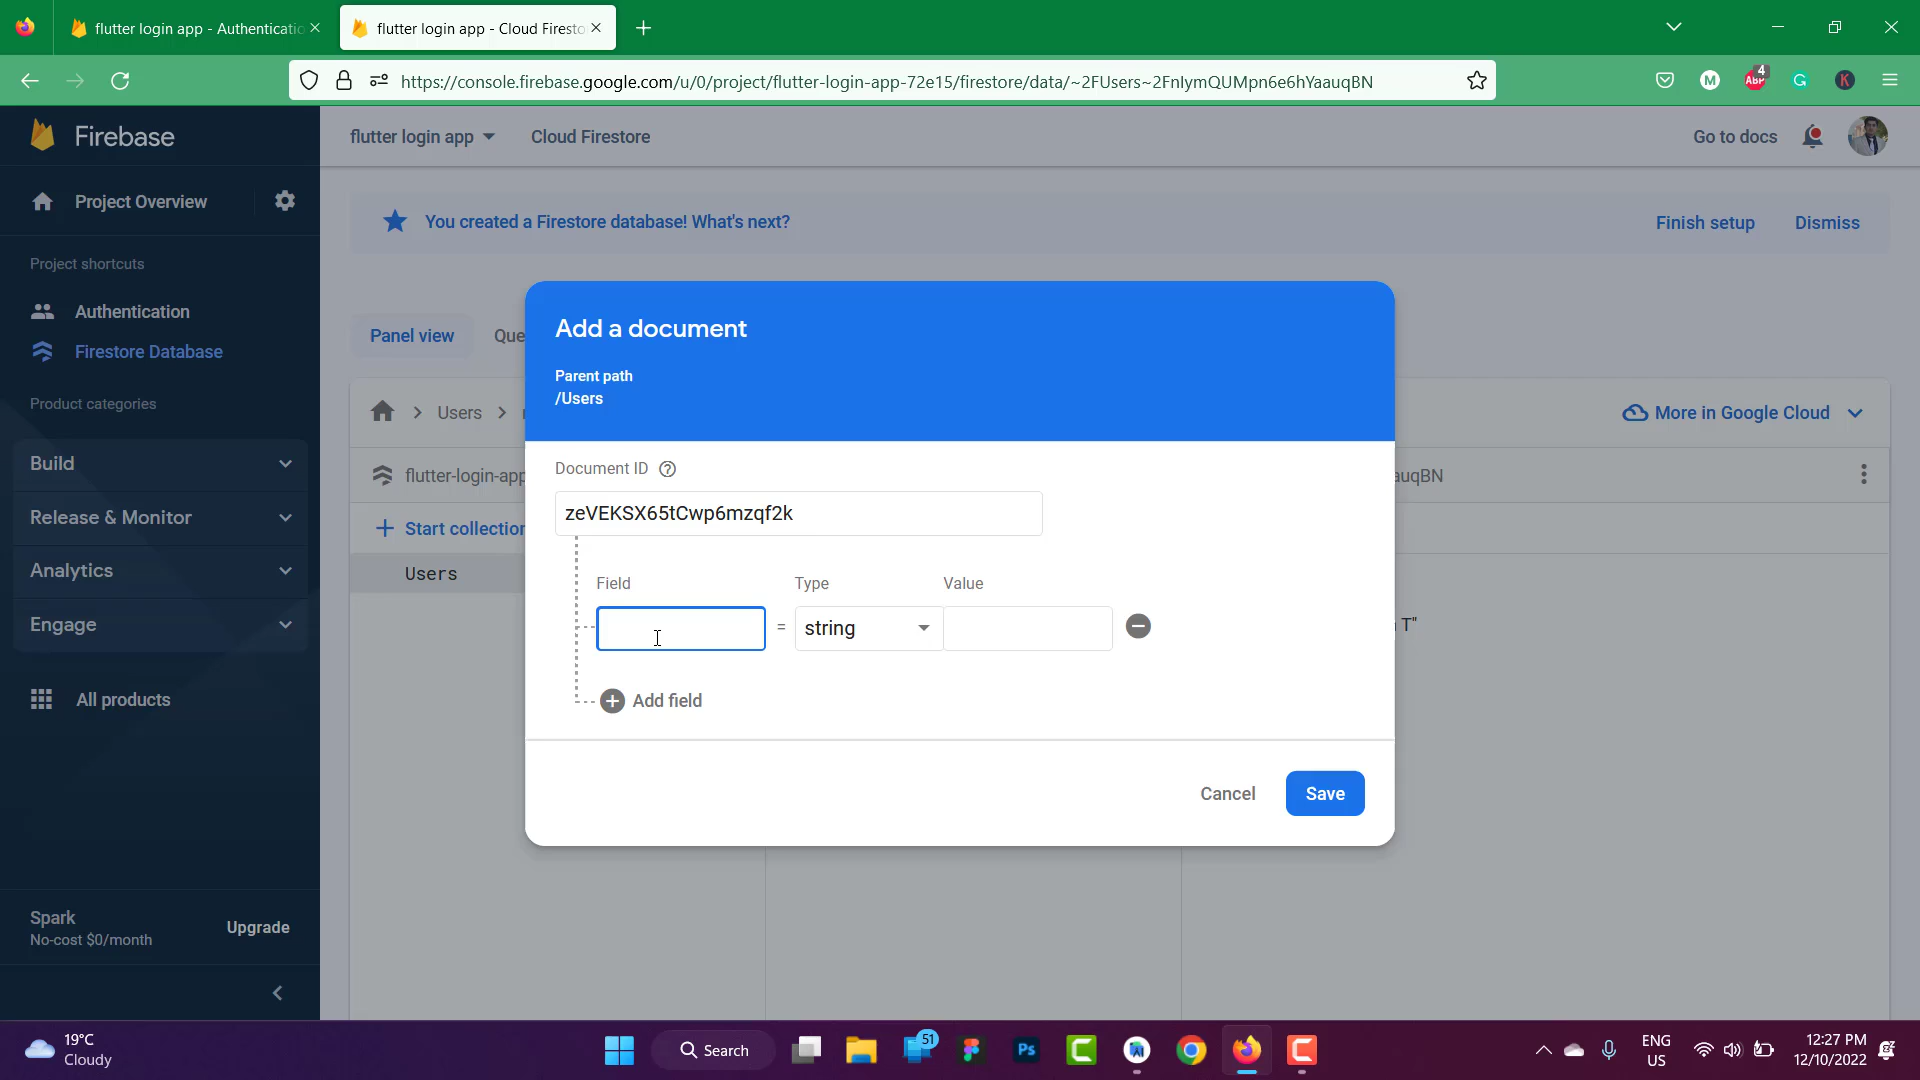 flutter login app - Authenticatio
flutter login app - Cloud Firesto
https://console.firebase.google.com/u/0/project/flutter-login-app-72e15/firestore/data/~2FUsers~2FnIymQUMpn6e6hYaauqBN
M
ABP
4
G
K
Firebase
flutter login app
Cloud Firestore
Go to docs
Project Overview
You created a Firestore database! What's next?
Finish setup
Dismiss
Project shortcuts
Authentication
Firestore Database
Product categories
Build
Release & Monitor
Analytics
Engage
All products
Spark
No-cost $0/month
Upgrade
Panel view
Que
Users
More in Google Cloud
flutter-login-app
auqBN
Start collection
Users
T"
Add a document
Parent path
/Users
Document ID
zeVEKSX65tCwp6mzqf2k
Field
Type
Value
=
string
Add field
Cancel
Save
19°C
Cloudy
Search
51
Ps
ENG
US
12:27 PM
12/10/2022